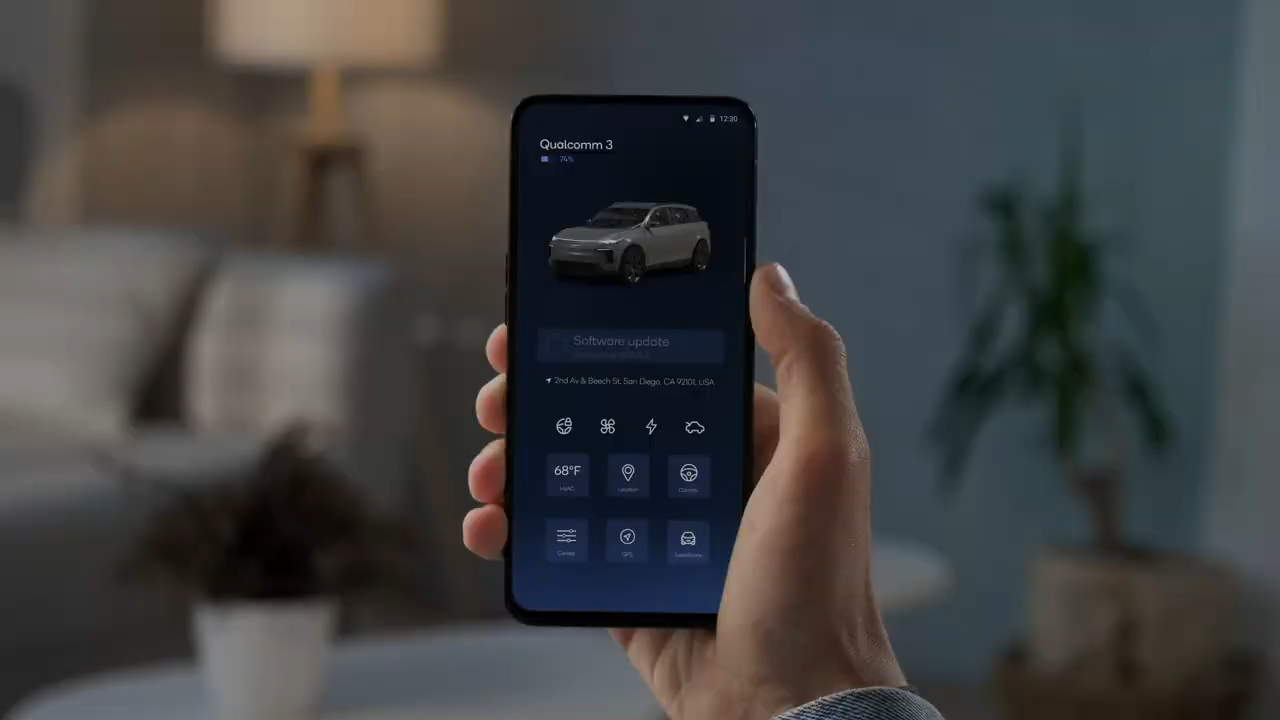 12:30
Qualcomm 3
74%
Software update
2nd Av & Beech St. San Diego, CA 92101, USA
68°F
HVAC
Location
Controls
GPS